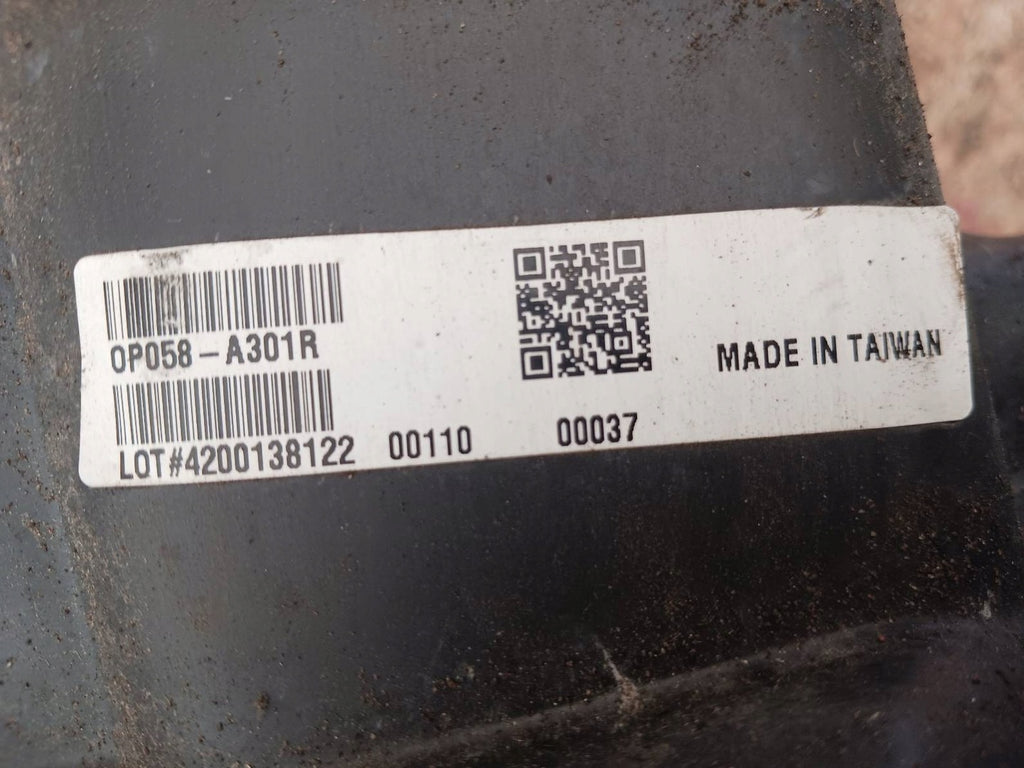 0P058-A301R
LOT#4200138122 00110 00037
MADE IN TAIWAN